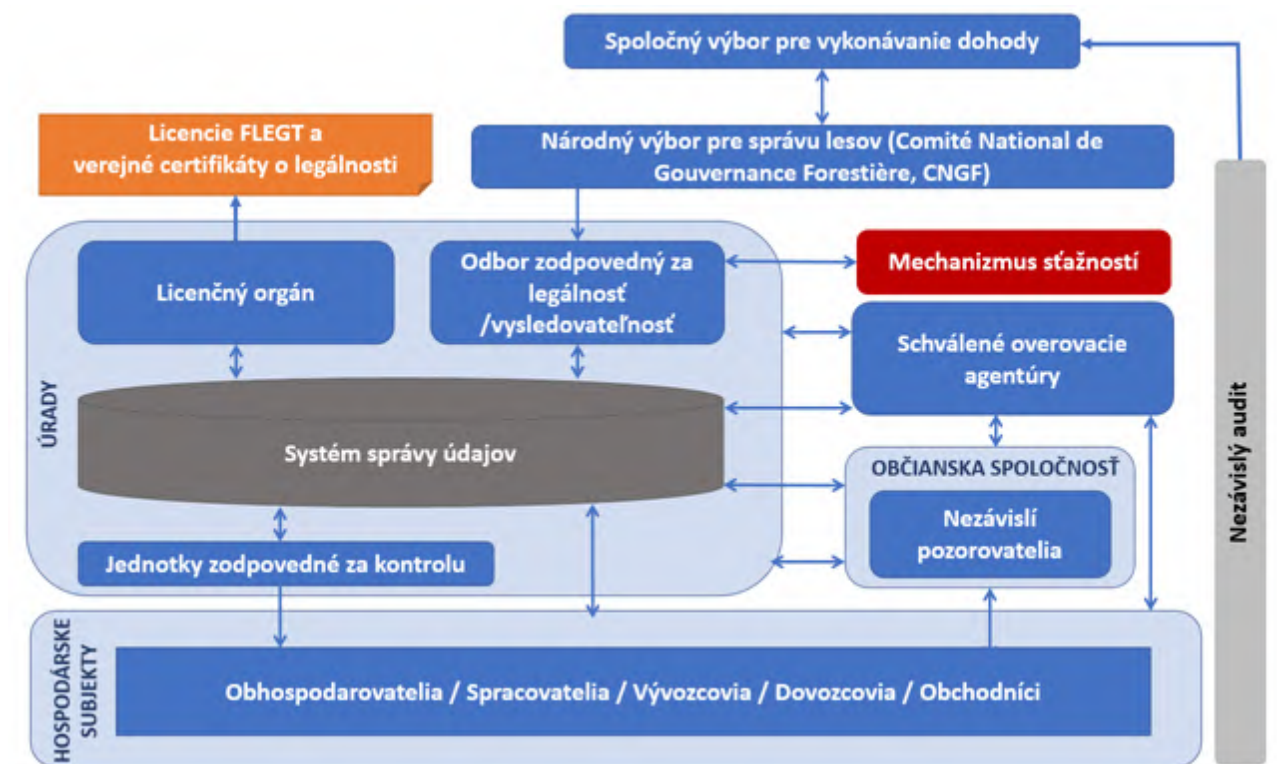 Spoločný výbor pre vykonávanie dohody
Licencie FLEGT a
verejné certifikáty o legálnosti
Národný výbor pre správu lesov (Comité National de
Gouvernance Forestière, CNGF)
ÚRADY
Licenčný orgán
Odbor zodpovedný za
legálnosť
/vysledovateľnosť
Mechanizmus sťažností
Schválené overovacie
agentúry
Systém správy údajov
OBČIANSKA SPOLOČNOSŤ
Nezávislí
pozorovatelia
Jednotky zodpovedné za kontrolu
Nezávislý audit
HOSPODÁRSKE
SUBJEKTY
Obhospodarovatelia / Spracovatelia / Vývozcovia / Dovozcovia / Obchodníci